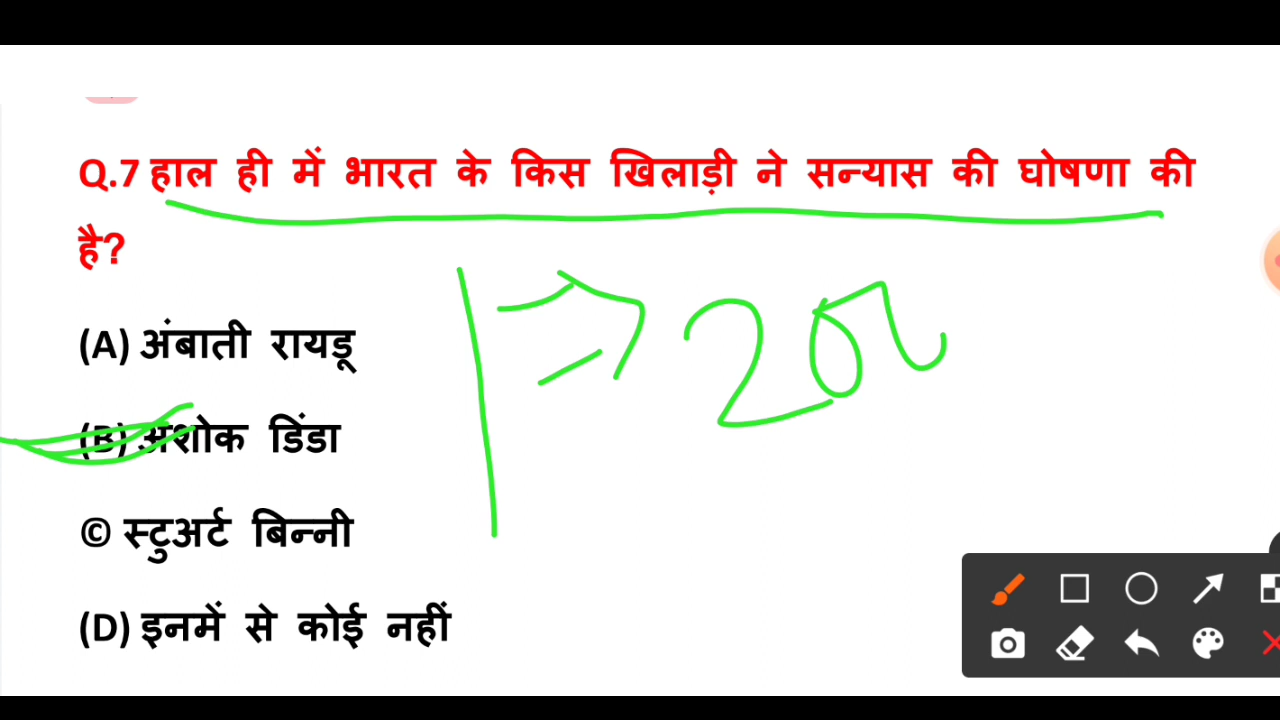 Q.7 हाल ही में भारत के किस खिलाड़ी ने सन्यास की घोषणा की
है?
(A) अंबाती रायडू
(B) अशोक डिंडा
© स्टुअर्ट बिन्नी
(D) इनमें से कोई नहीं